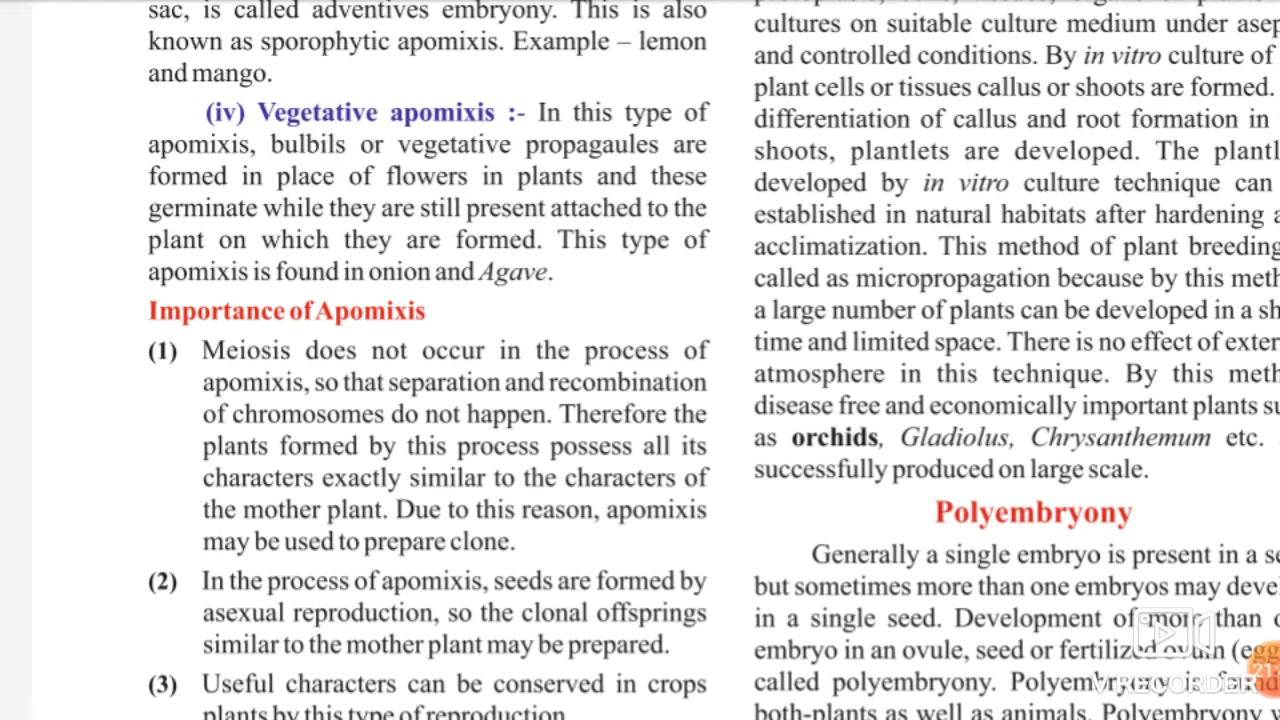 sac, is called adventives embryony. This is also
known as sporophytic apomixis. Example – lemon
and mango.
(iv) Vegetative apomixis :- In this type of
apomixis, bulbils or vegetative propagaules are
formed in place of flowers in plants and these
germinate while they are still present attached to the
plant on which they are formed. This type of
apomixis is found in onion and Agave.
Importance of Apomixis
(1) Meiosis does not occur in the process of
apomixis, so that separation and recombination
of chromosomes do not happen. Therefore the
plants formed by this process possess all its
characters exactly similar to the characters of
the mother plant. Due to this reason, apomixis
may be used to prepare clone.
(2) In the process of apomixis, seeds are formed by
asexual reproduction, so the clonal offsprings
similar to the mother plant may be prepared.
(3) Useful characters can be conserved in crops
plants by this type of reproduction
cultures on suitable culture medium under
and controlled conditions. By in vitro culture of
plant cells or tissues callus or shoots are formed.
differentiation of callus and root formation in
shoots, plantlets are developed. The
developed by in vitro culture technique can
established in natural habitats after hardening
acclimatization. This method of plant breeding
called as micropropagation because by this
a large number of plants can be developed in a
time and limited space. There is no effect of
atmosphere in this technique. By this
disease free and economically important plants
as orchids, Gladiolus, Chrysanthemum etc.
successfully produced on large scale.
Polyembryony
Generally a single embryo is present in a
but sometimes more than one embryos may
in a single seed. Development of more than
embryo in an ovule, seed or fertilized ovum
called polyembryony.
both-plants as well as animals. Polyembryony
VRECORDER
21: